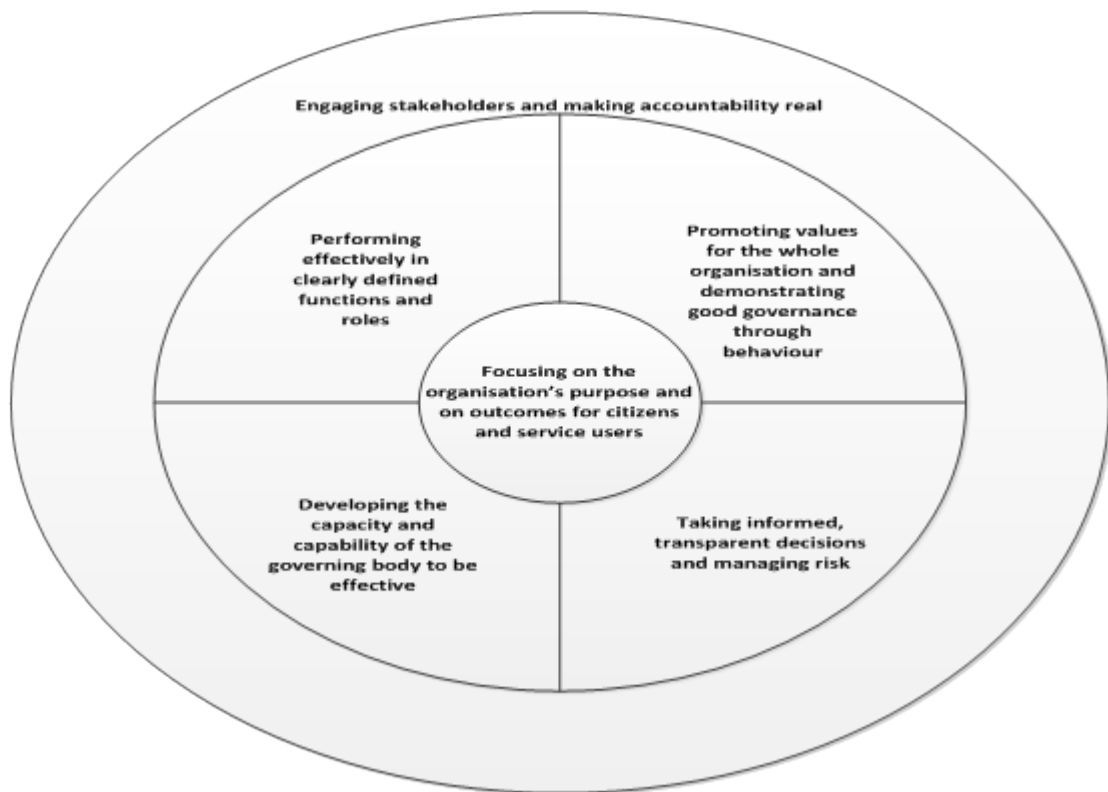 Engaging stakeholders and making accountability real
Performing
effectively in
clearly defined
functions and
roles
Promoting values
for the whole
organisation and
demonstrating
good governance
through
behaviour
Focusing on the
organisation's purpose and
on outcomes for citizens
and service users
Developing the
capacity and
capability of the
governing body to be
effective
Taking informed,
transparent decisions
and managing risk